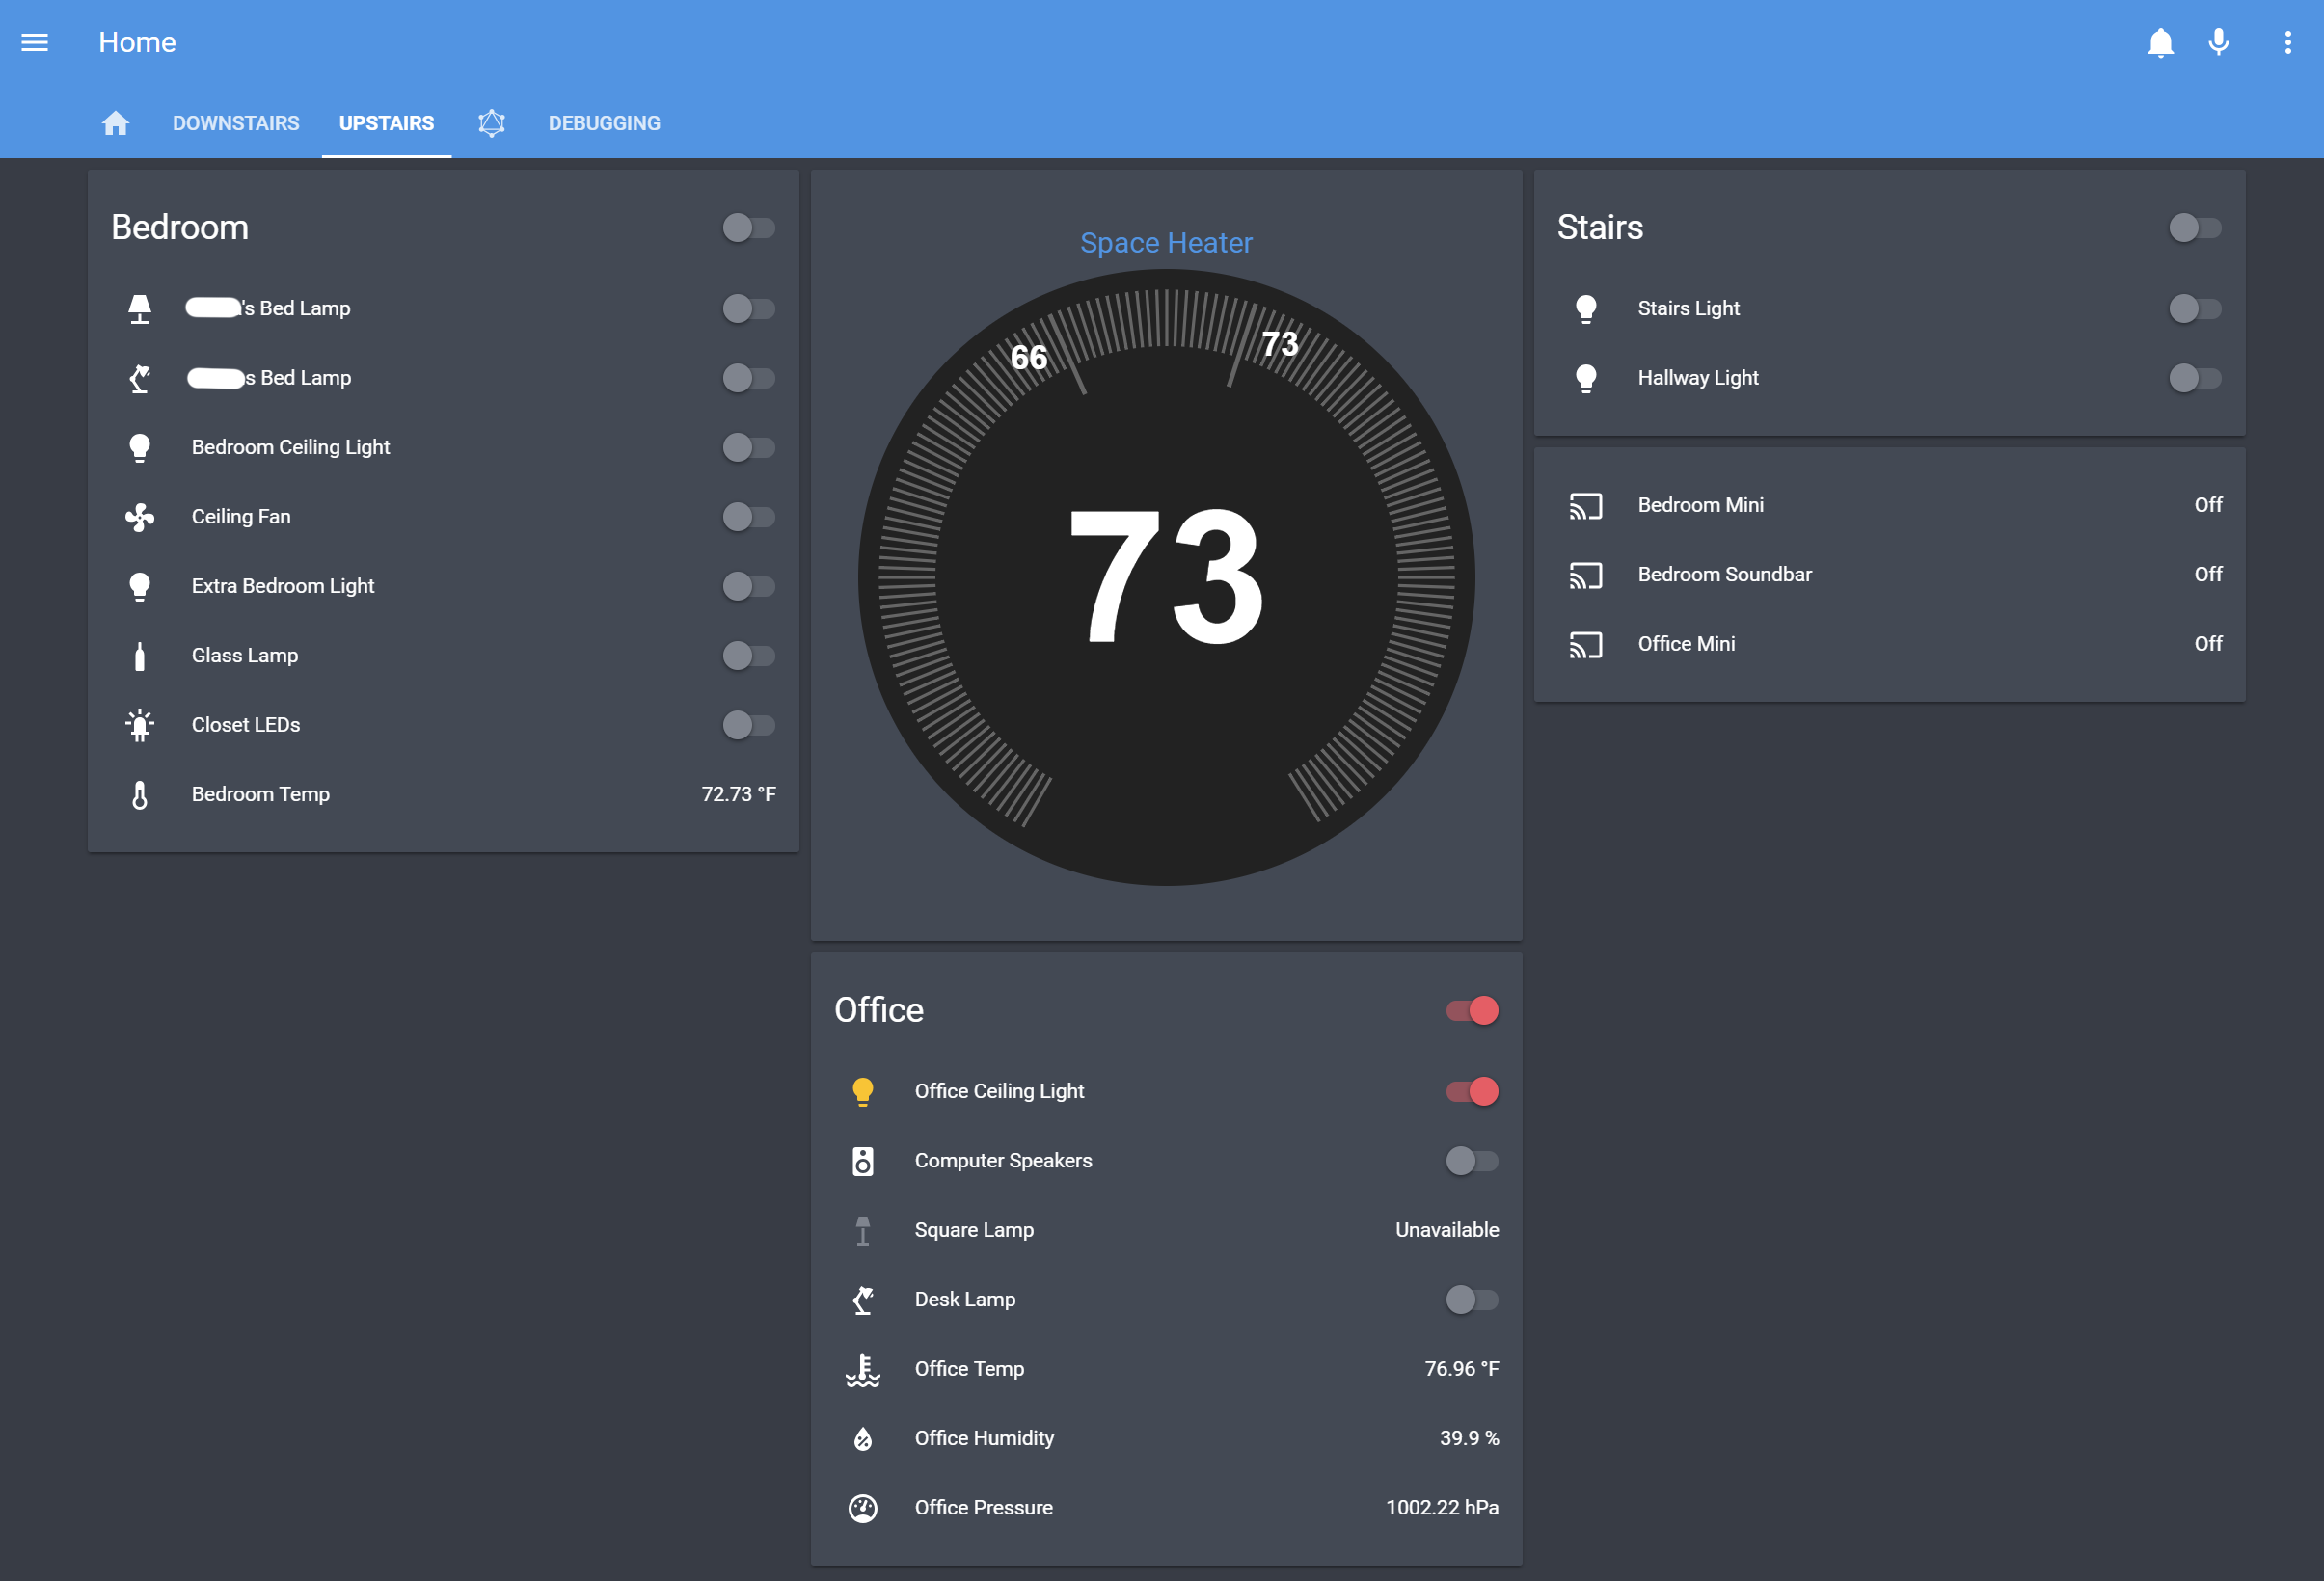 Home
DOWNSTAIRS UPSTAIRS DEBUGGING
Bedroom
's Bed Lamp
s Bed Lamp
Bedroom Ceiling Light
Ceiling Fan
Extra Bedroom Light
Glass Lamp
Closet LEDs
Bedroom Temp 72.73 °F
Space Heater
66 73
73
Office
Office Ceiling Light
Computer Speakers
Square Lamp Unavailable
Desk Lamp
Office Temp 76.96 °F
Office Humidity 39.9 %
Office Pressure 1002.22 hPa
Stairs
Stairs Light
Hallway Light
Bedroom Mini Off
Bedroom Soundbar Off
Office Mini Off